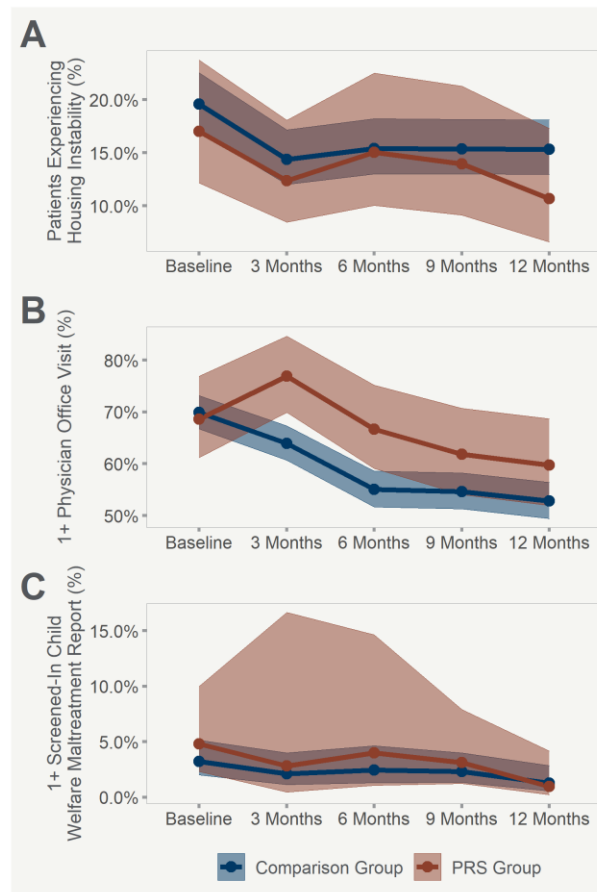 A
Patients Experiencing
Housing Instability (%)
20.0%
15.0%
10.0%
Baseline 3 Months 6 Months 9 Months 12 Months
B
1+ Physician Office Visit (%)
80%
70%
60%
50%
Baseline 3 Months 6 Months 9 Months 12 Months
C
1+ Screened-In Child
Welfare Maltreatment Report (%)
15.0%
10.0%
5.0%
0.0%
Baseline 3 Months 6 Months 9 Months 12 Months
Comparison Group PRS Group